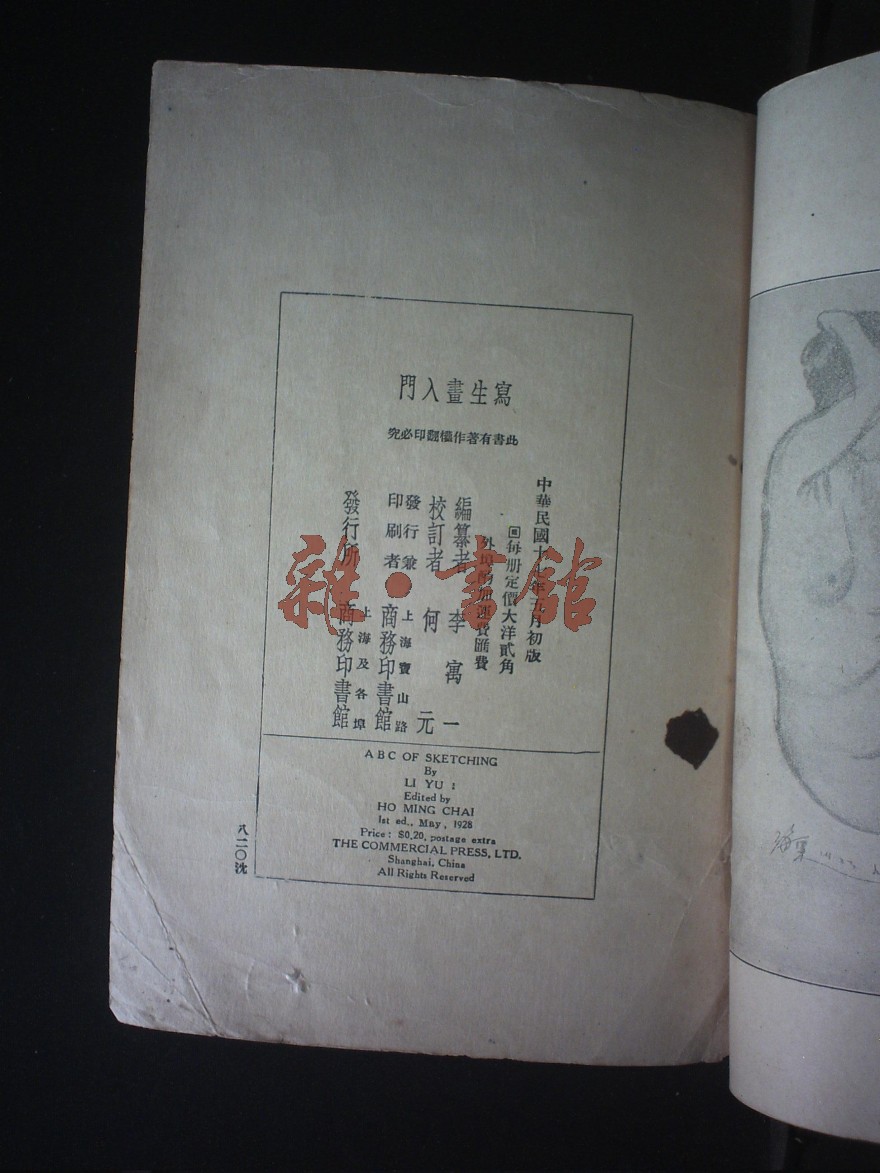 寫生畫入門
此書有著作權翻印必究
中華民國十七年五月初版
每册定價大洋貳角
外埠酌加運費匯費
編纂者 李寓一
校訂者 何元
發行兼印刷者 上海寶山路 商務印書館
發行所 上海及各埠 商務印書館
雜·書館
A B C OF SKETCHING
By
LI YU I
Edited by
HO MING CHAI
1st ed., May, 1928
Price: $0.20, postage extra
THE COMMERCIAL PRESS, LTD.
Shanghai, China
All Rights Reserved
八二〇沈